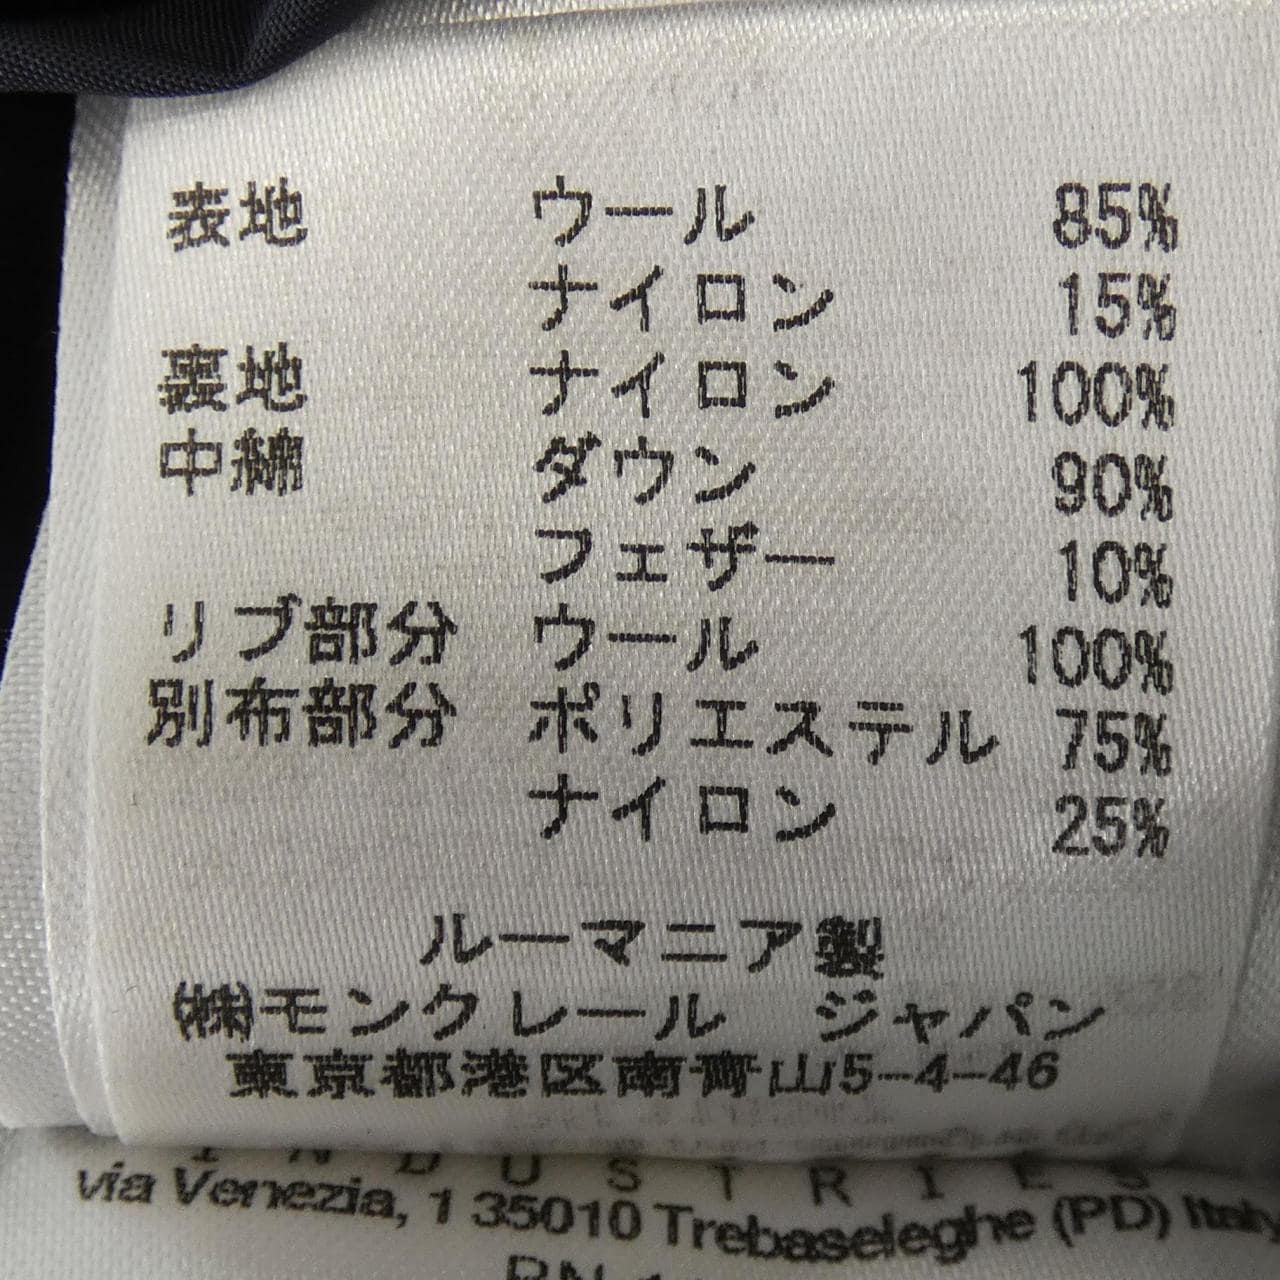 表地 ウール 85%
ナイロン 15%
裏地 ナイロン 100%
中綿 ダウン 90%
フェザー 10%
リブ部分 ウール 100%
別布部分 ポリエステル 75%
ナイロン 25%
ルーマニア製
㈱モンクレール ジャパン
東京都港区南青山5-4-46
INDUSTRIES
via Venezia, 1 35010 Trebaseleghe (PD) Italy
RN